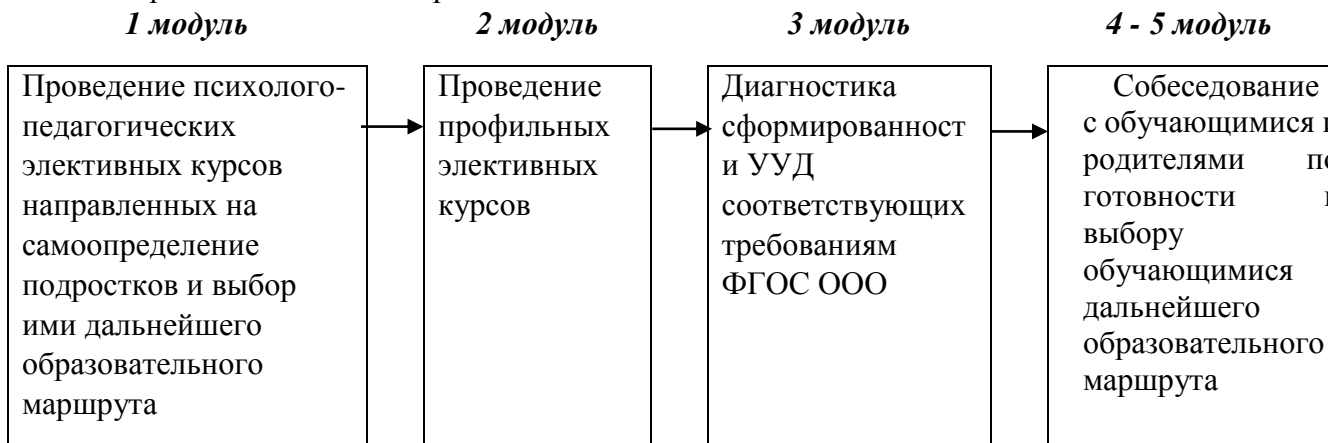 1 модуль
2 модуль
3 модуль
4 - 5 модуль
Проведение психолого-
педагогических
элективных курсов
направленных на
самоопределение
подростков и выбор
ими дальнейшего
образовательного
маршрута
Проведение
профильных
элективных
курсов
Диагностика
сформированност
и УУД
соответствующих
требованиям
ФГОС ООО
Собеседование
с обучающимися
родителями
готовности
выбору
обучающимися
дальнейшего
образовательного
маршрута